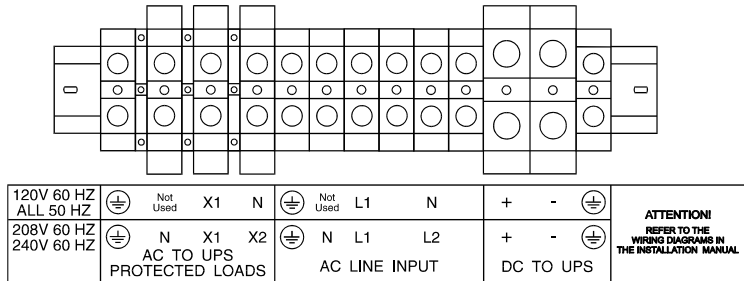 120V 60 HZ
ALL 50 HZ
Not
Used
X1
N
Not
Used
L1
N
+
-
208V 60 HZ
240V 60 HZ
N
X1
X2
N
L1
L2
+
-
AC TO UPS
PROTECTED LOADS
AC LINE INPUT
DC TO UPS
ATTENTION!
REFER TO THE
WIRING DIAGRAMS IN
THE INSTALLATION MANUAL